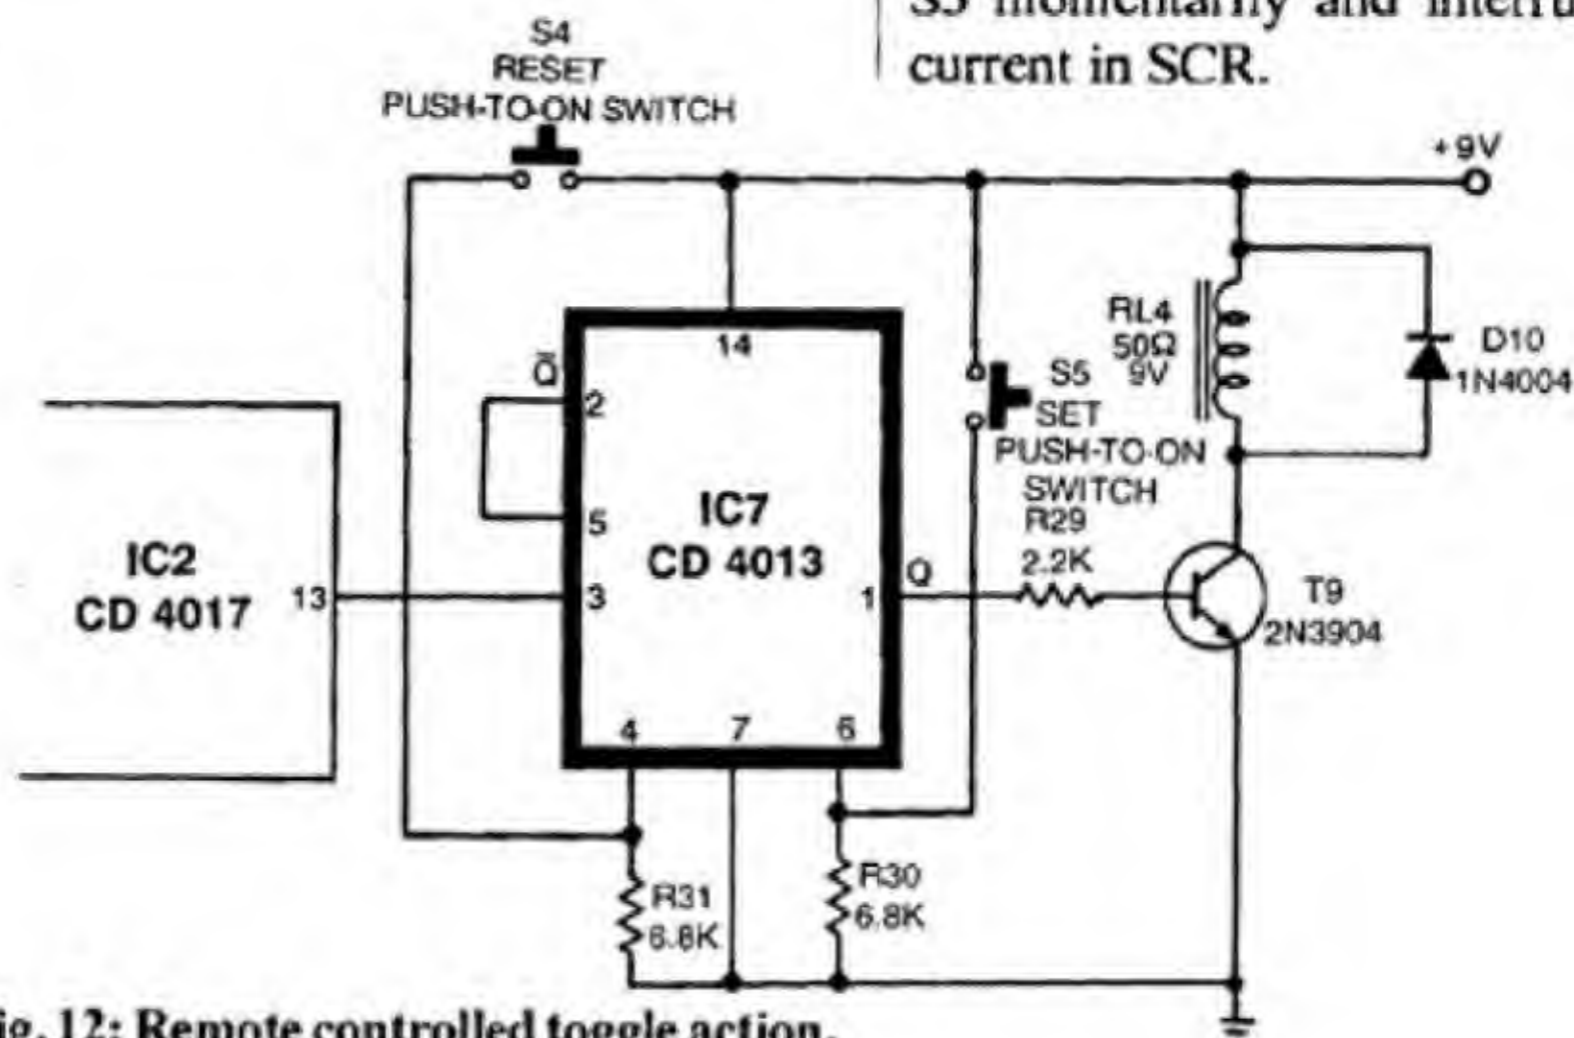 current in SCR.
S4
RESET
PUSH-TO-ON SWITCH
+9V
14
Q̅
2
5
3
IC7
CD 4013
1
Q
4
7
6
IC2
CD 4017
13
RL4
50Ω
9V
D10
1N4004
S5
SET
PUSH-TO-ON
SWITCH
R29
2.2K
T9
2N3904
R31
6.8K
R30
6.8K
ig. 12: Remote controlled toggle action.